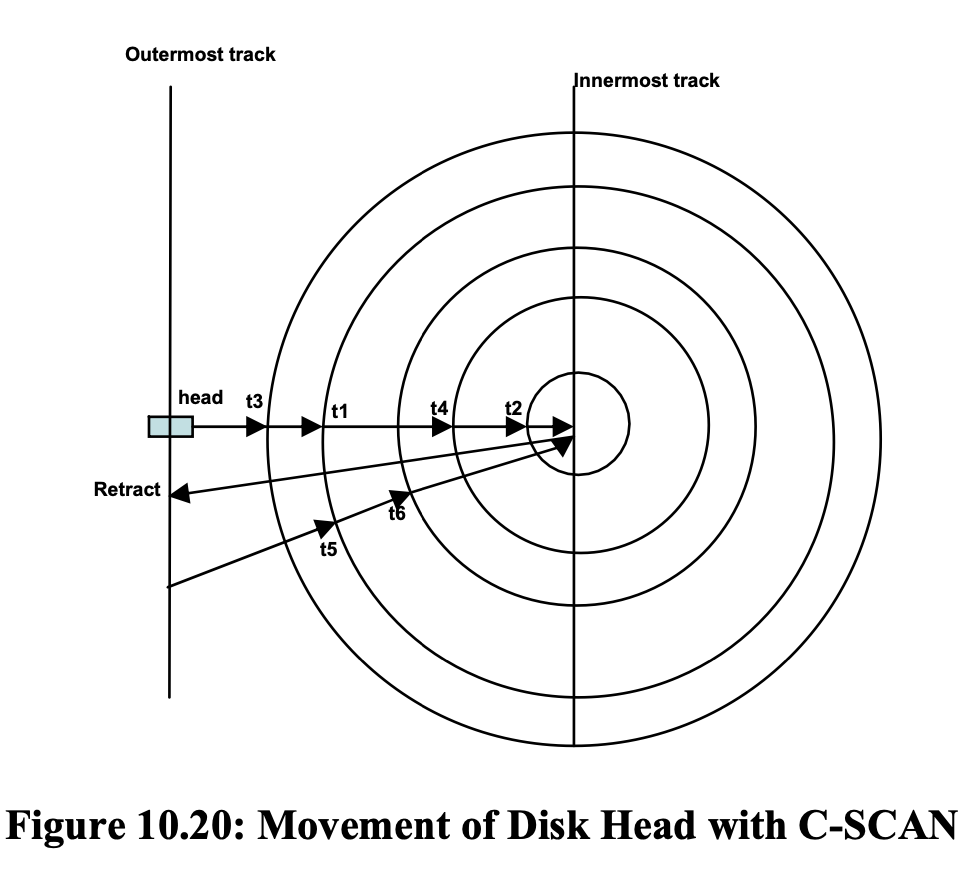 Outermost track
Innermost track
head
t3
t1
t4
t2
Retract
t6
t5
Figure 10.20: Movement of Disk Head with C-SCAN